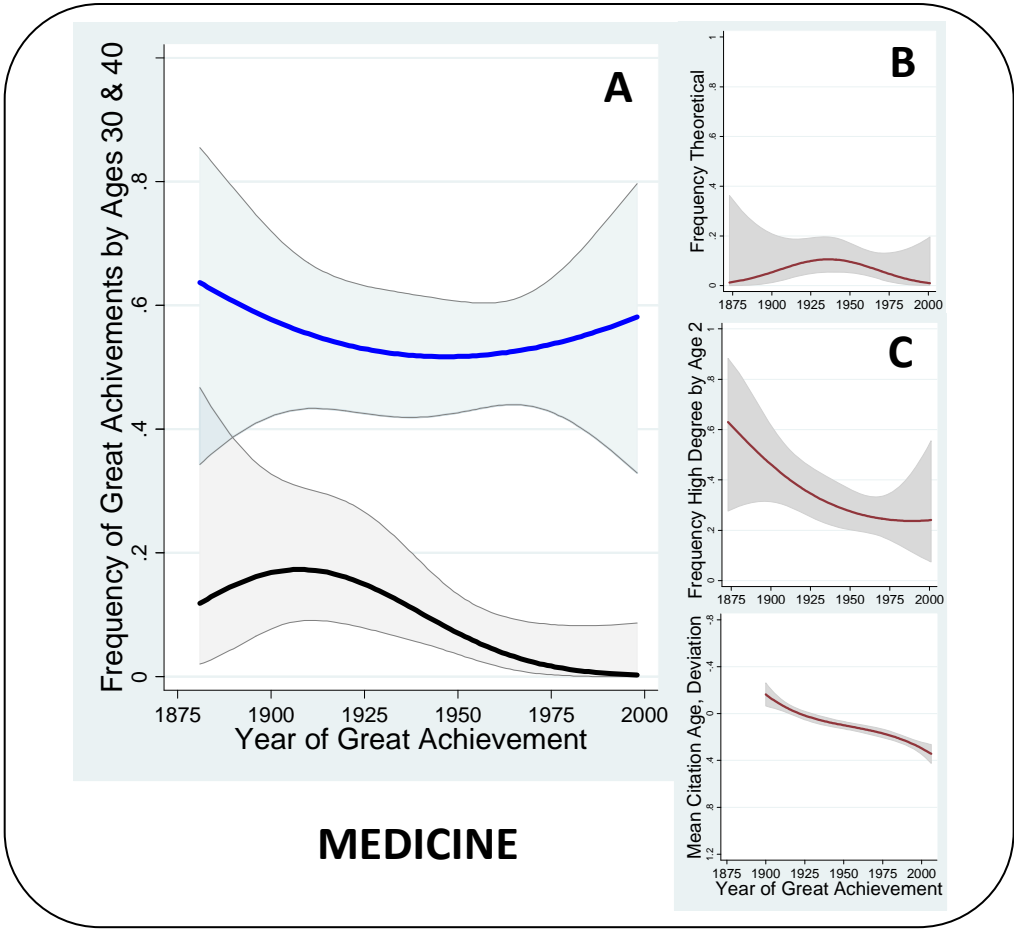 A
Frequency of Great Achivements by Ages 30 & 40
.8
.6
.4
.2
0
1875 1900 1925 1950 1975 2000
Year of Great Achievement
MEDICINE
B
Frequency Theoretical
1
.8
.6
.4
.2
0
1875 1900 1925 1950 1975 2000
C
Frequency High Degree by Age 2
1
.8
.6
.4
.2
0
1875 1900 1925 1950 1975 2000
Mean Citation Age, Deviation
-.8
-.4
0
.4
.8
1.2
1875 1900 1925 1950 1975 2000
Year of Great Achievement